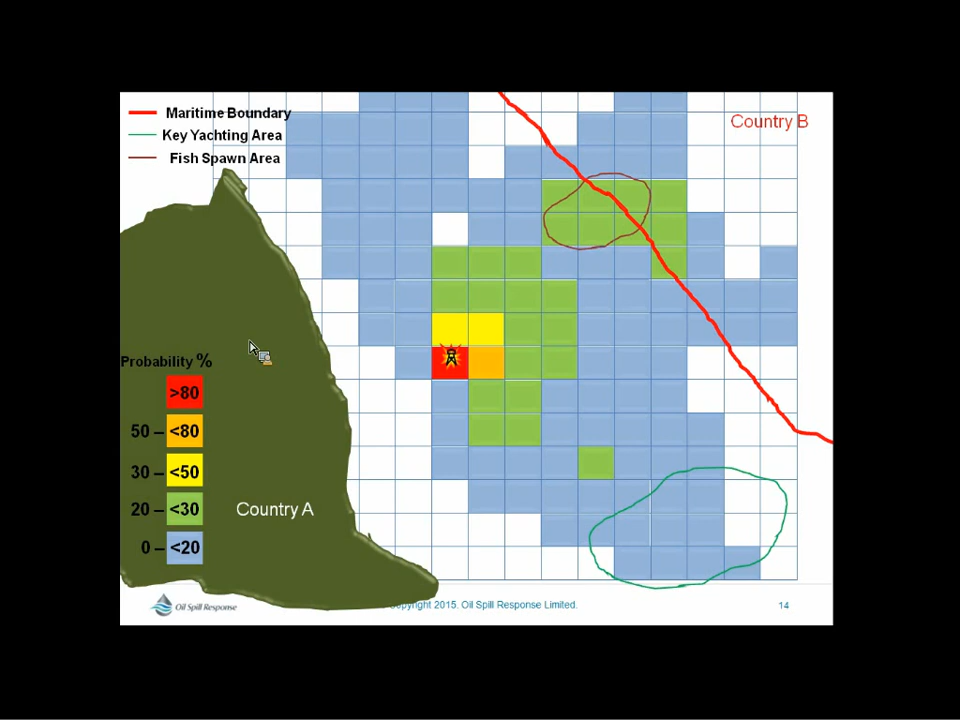 Maritime Boundary
Key Yachting Area
Fish Spawn Area
Country B
Probability %
>80
50 – <80
30 – <50
20 – <30
0 – <20
Country A
Oil Spill Response
opyright 2015. Oil Spill Response Limited.
14